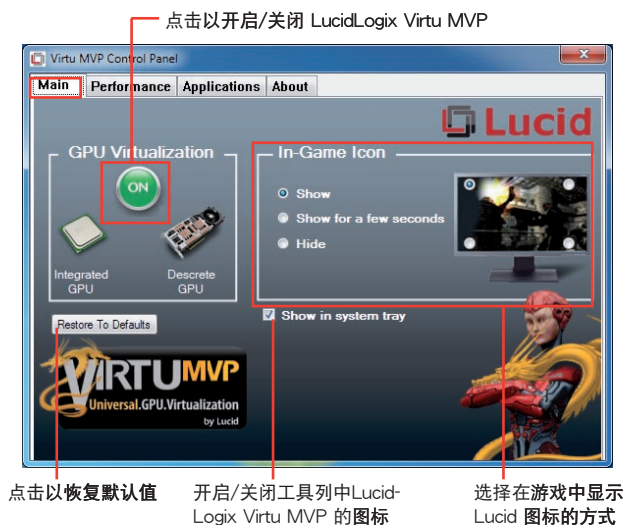 点击以开启/关闭 LucidLogix Virtu MVP
Virtu MVP Control Panel
Main Performance Applications About
Lucid
GPU Virtualization
In-Game Icon
ON
Show
Show for a few seconds
Hide
Integrated
GPU
Descrete
GPU
Restore To Defaults
Show in system tray
VIRTU MVP
Universal.GPU.Virtualization
by Lucid
点击以恢复默认值
开启/关闭工具列中Lucid-
Logix Virtu MVP 的图标
选择在游戏中显示
Lucid 图标的方式